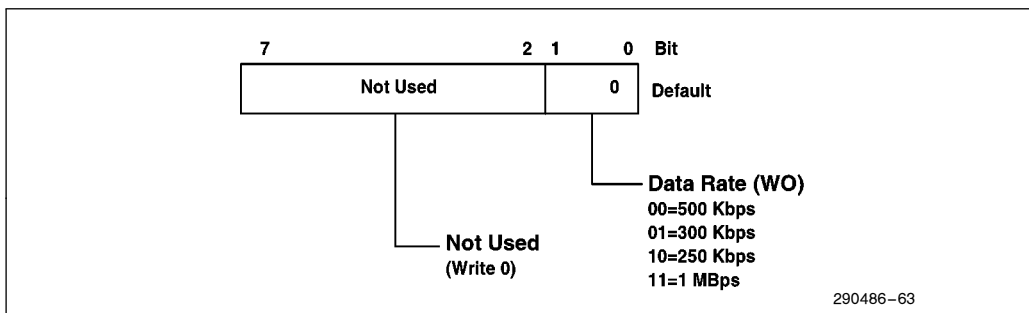 7 2 1 0 Bit
Not Used 0 Default
Data Rate (WO)
00=500 Kbps
01=300 Kbps
10=250 Kbps
11=1 MBps
Not Used
(Write 0)
290486–63